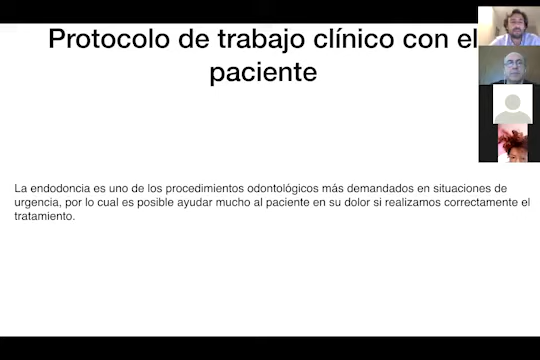 Protocolo de trabajo clínico con el
paciente
La endodoncia es uno de los procedimientos odontológicos más demandados en situaciones de
urgencia, por lo cual es posible ayudar mucho al paciente en su dolor si realizamos correctamente el
tratamiento.